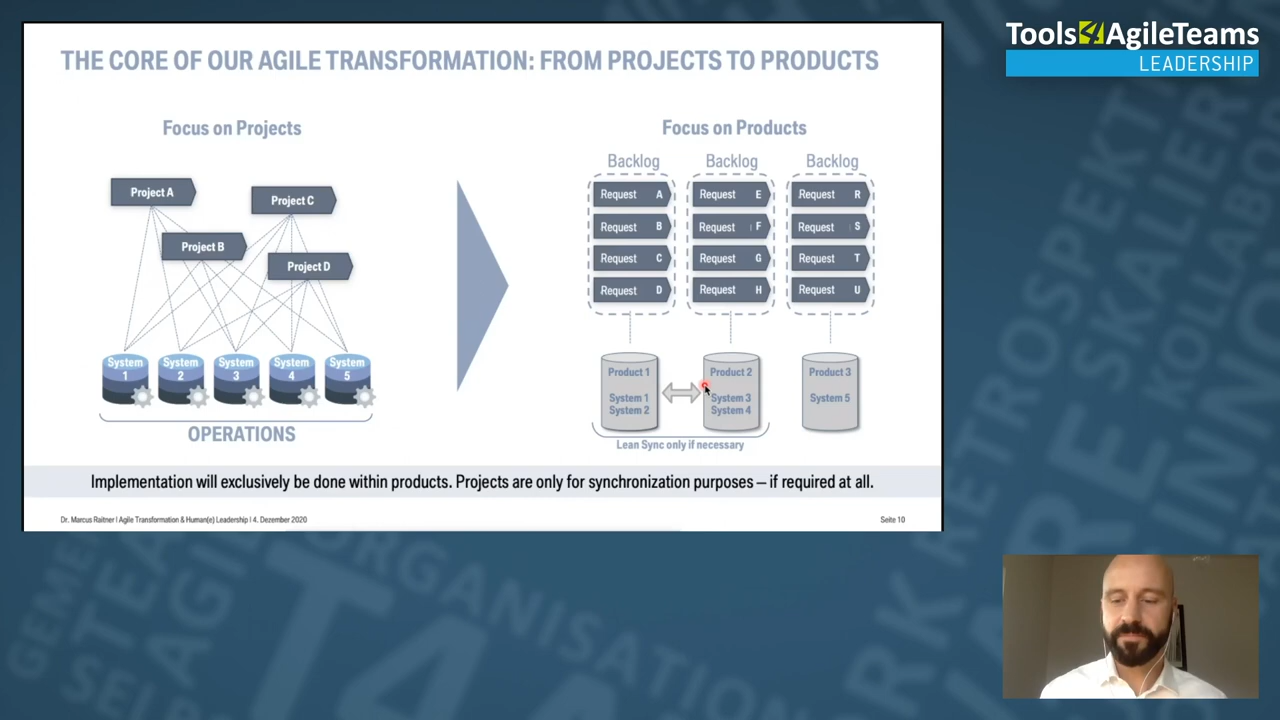 THE CORE OF OUR AGILE TRANSFORMATION: FROM PROJECTS TO PRODUCTS
Tools4AgileTeams
LEADERSHIP
Focus on Projects
Project A
Project C
Project B
Project D
System 1
System 2
System 3
System 4
System 5
OPERATIONS
Focus on Products
Backlog
Backlog
Backlog
Request A
Request E
Request R
Request B
Request F
Request S
Request C
Request G
Request T
Request D
Request H
Request U
Product 1
System 1
System 2
Product 2
System 3
System 4
Product 3
System 5
Lean Sync only if necessary
Implementation will exclusively be done within products. Projects are only for synchronization purposes – if required at all.
Dr. Marcus Raitner I Agile Transformation & Human(e) Leadership I 4. Dezember 2020
Seite 10
ORGANISATION
T4